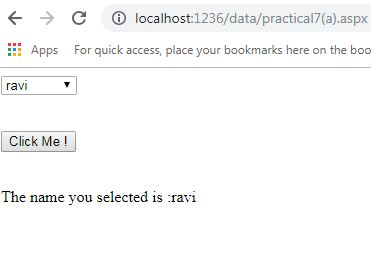 localhost:1236/data/practical7(a).aspx
Apps For quick access, place your bookmarks here on the boo
ravi
Click Me !
The name you selected is :ravi